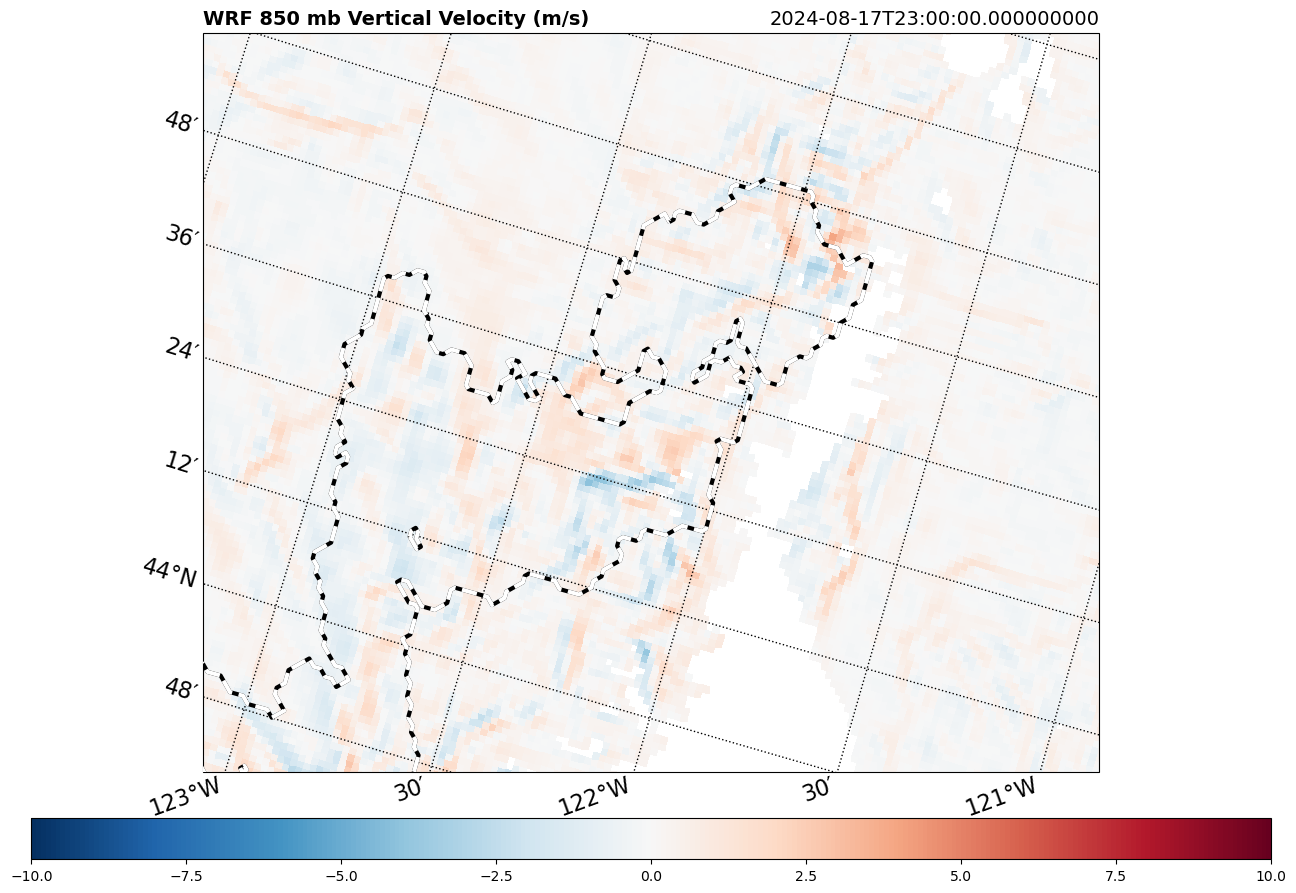 WRF 850 mb Vertical Velocity (m/s) 2024-08-17T23:00:00.000000000
48′
36′
24′
12′
44°N
48′
123°W 30′ 122°W 30′ 121°W
−10.0 −7.5 −5.0 −2.5 0.0 2.5 5.0 7.5 10.0